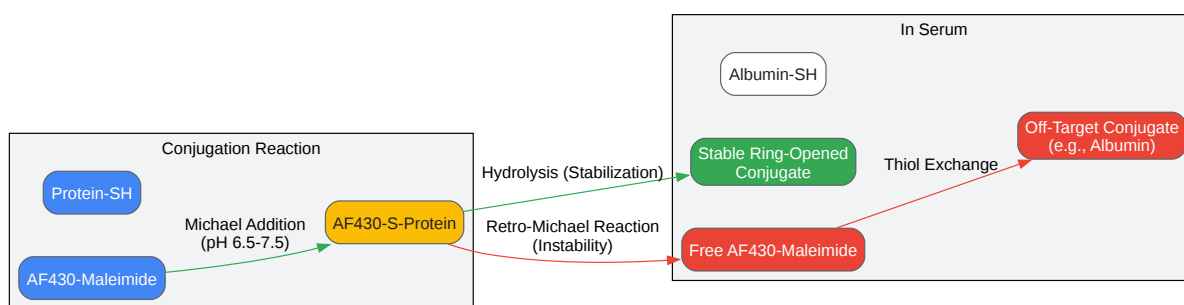 Conjugation Reaction
Protein-SH
AF430-Maleimide
Michael Addition
(pH 6.5-7.5)
AF430-S-Protein
Hydrolysis (Stabilization)
Retro-Michael Reaction
(Instability)
In Serum
Albumin-SH
Stable Ring-Opened
Conjugate
Free AF430-Maleimide
Thiol Exchange
Off-Target Conjugate
(e.g., Albumin)